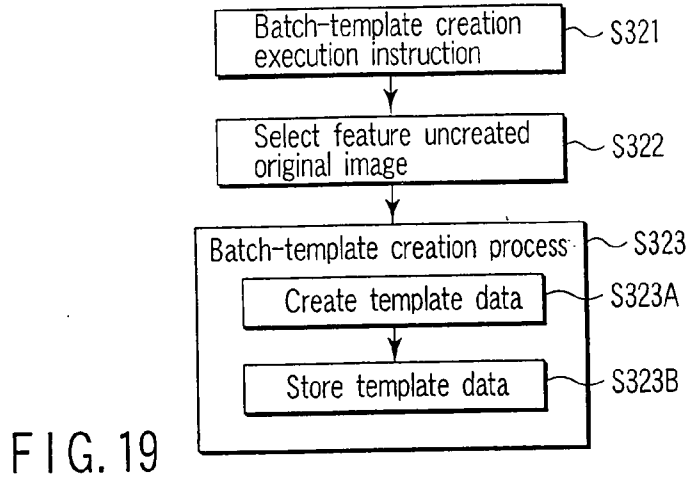 Batch-template creation
execution instruction
S321
Select feature uncreated
original image
S322
Batch-template creation process
S323
Create template data
S323A
Store template data
S323B
FIG. 19